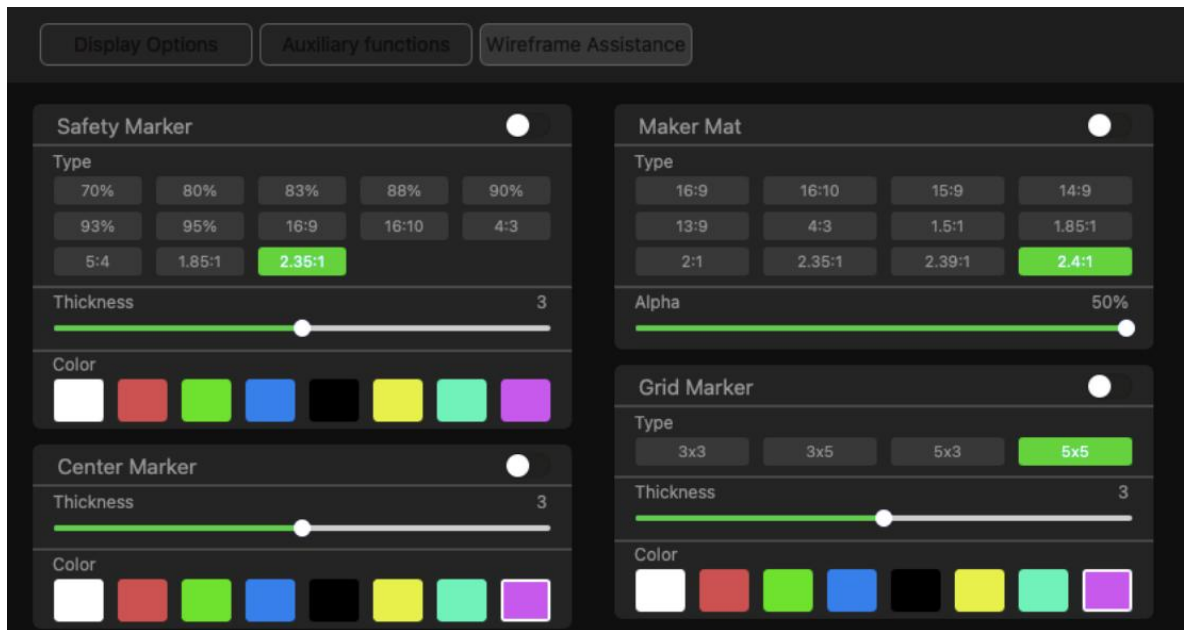 Display Options Auxiliary functions Wireframe Assistance
Safety Marker
Type
70% 80% 83% 88% 90%
93% 95% 16:9 16:10 4:3
5:4 1.85:1 2.35:1
Thickness 3
Color
Center Marker
Thickness 3
Color
Maker Mat
Type
16:9 16:10 15:9 14:9
13:9 4:3 1.5:1 1.85:1
2:1 2.35:1 2.39:1 2.4:1
Alpha 50%
Grid Marker
Type
3x3 3x5 5x3 5x5
Thickness 3
Color